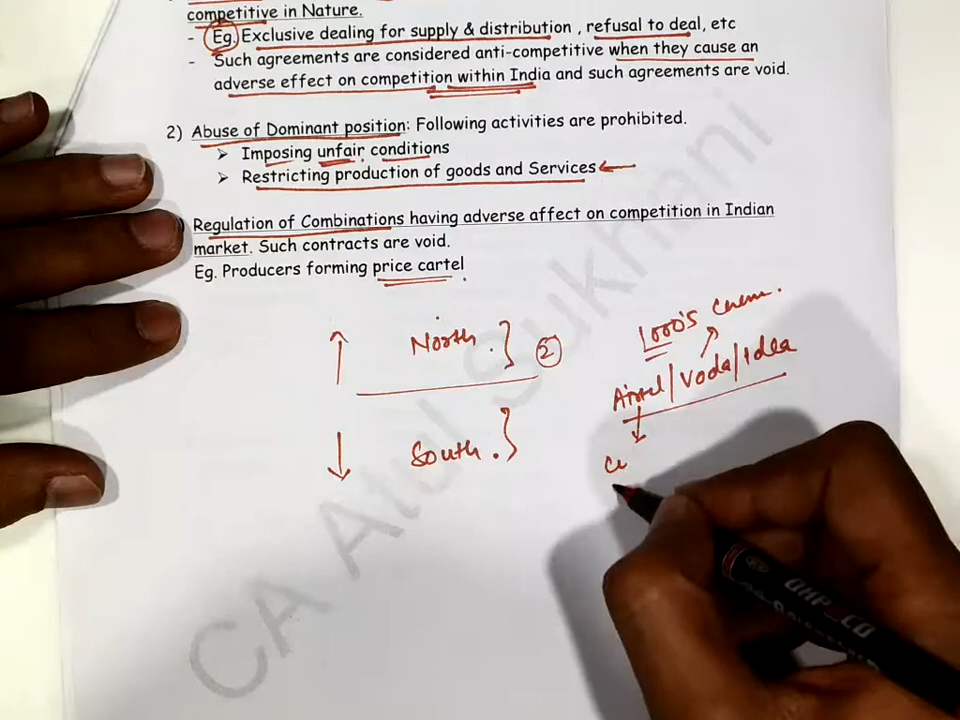 competitive in Nature.
- Eg. Exclusive dealing for supply & distribution , refusal to deal, etc
- Such agreements are considered anti-competitive when they cause an
adverse effect on competition within India and such agreements are void.
2) Abuse of Dominant position: Following activities are prohibited.
➤ Imposing unfair conditions
➤ Restricting production of goods and Services
) Regulation of Combinations having adverse affect on competition in Indian
market. Such contracts are void.
Eg. Producers forming price cartel
North
2
South
1000's
Airtel/Voda/Idea
CA Atul Sukhani